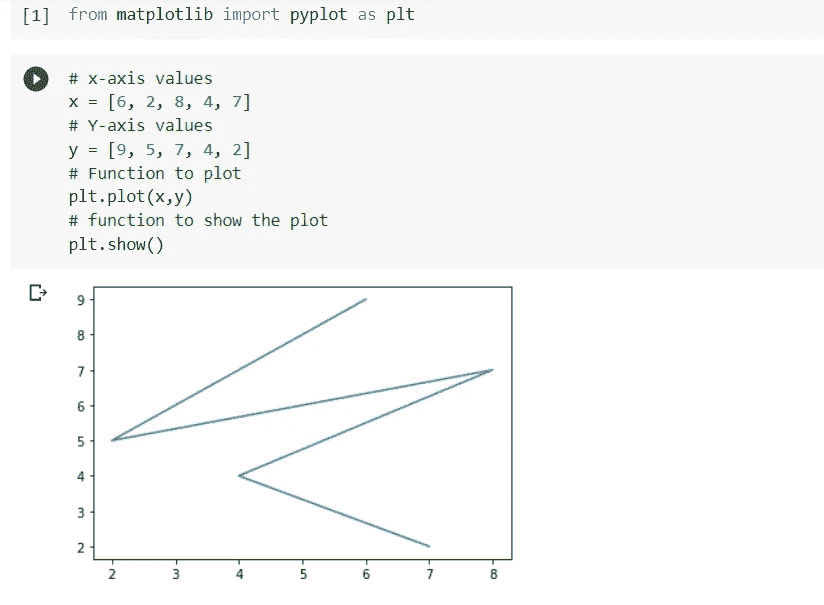 [1] from matplotlib import pyplot as plt
# x-axis values
x = [6, 2, 8, 4, 7]
# Y-axis values
y = [9, 5, 7, 4, 2]
# Function to plot
plt.plot(x,y)
# function to show the plot
plt.show()
9
8
7
6
5
4
3
2
2 3 4 5 6 7 8